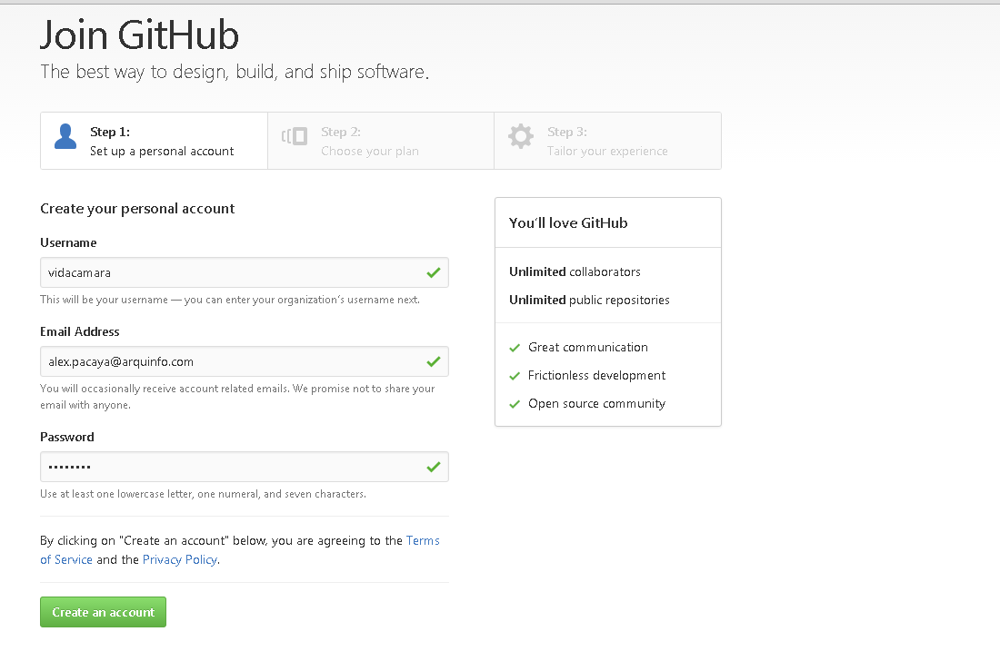 Join GitHub
The best way to design, build, and ship software.
Step 1:
Set up a personal account
Step 2:
Choose your plan
Step 3:
Tailor your experience
Create your personal account
Username
vidacamara
This will be your username — you can enter your organization's username next.
Email Address
alex.pacaya@arquinfo.com
You will occasionally receive account related emails. We promise not to share your
email with anyone.
Password
••••••••
Use at least one lowercase letter, one numeral, and seven characters.
By clicking on "Create an account" below, you are agreeing to the Terms
of Service and the Privacy Policy.
Create an account
You'll love GitHub
Unlimited collaborators
Unlimited public repositories
Great communication
Frictionless development
Open source community